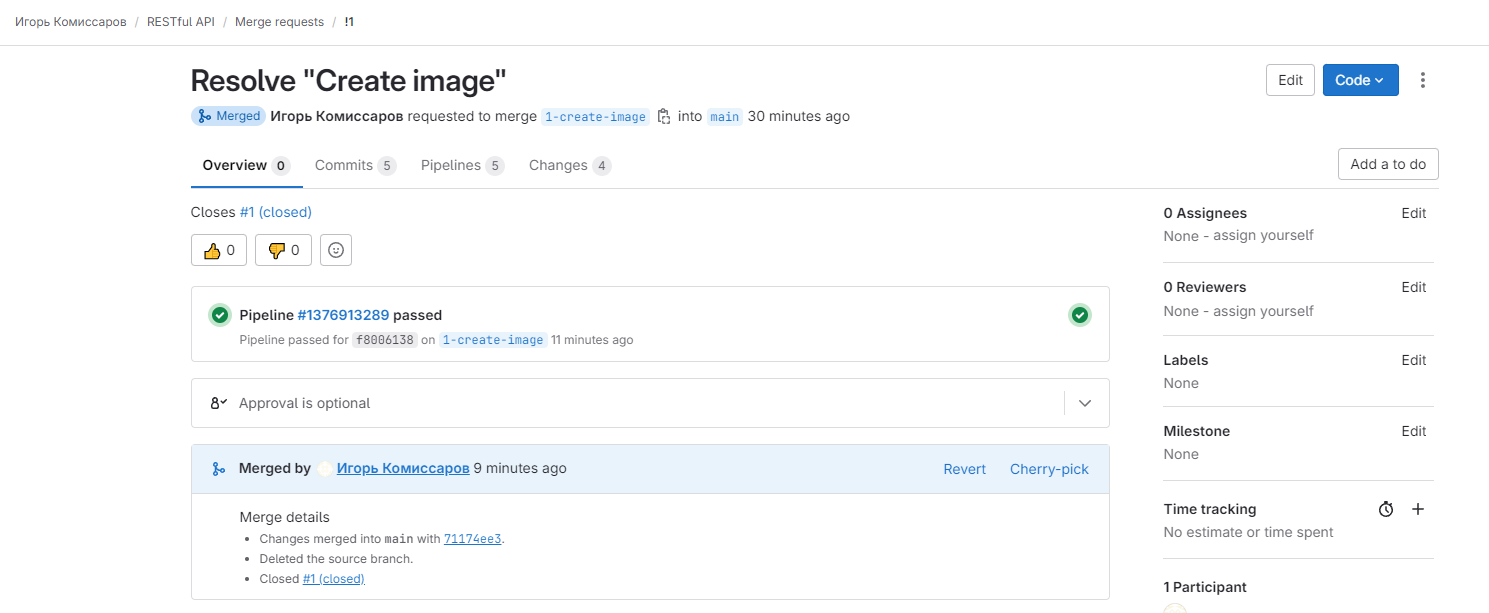 Игорь Комиссаров / RESTful API / Merge requests / !1
Resolve "Create image"
Edit
Code
Merged Игорь Комиссаров requested to merge 1-create-image into main 30 minutes ago
Overview 0 Commits 5 Pipelines 5 Changes 4
Add a to do
Closes #1 (closed)
0 0
Pipeline #1376913289 passed
Pipeline passed for f8006138 on 1-create-image 11 minutes ago
Approval is optional
Merged by Игорь Комиссаров 9 minutes ago
Revert Cherry-pick
Merge details
• Changes merged into main with 71174ee3.
• Deleted the source branch.
• Closed #1 (closed)
0 Assignees Edit
None - assign yourself
0 Reviewers Edit
None - assign yourself
Labels Edit
None
Milestone Edit
None
Time tracking
No estimate or time spent
1 Participant